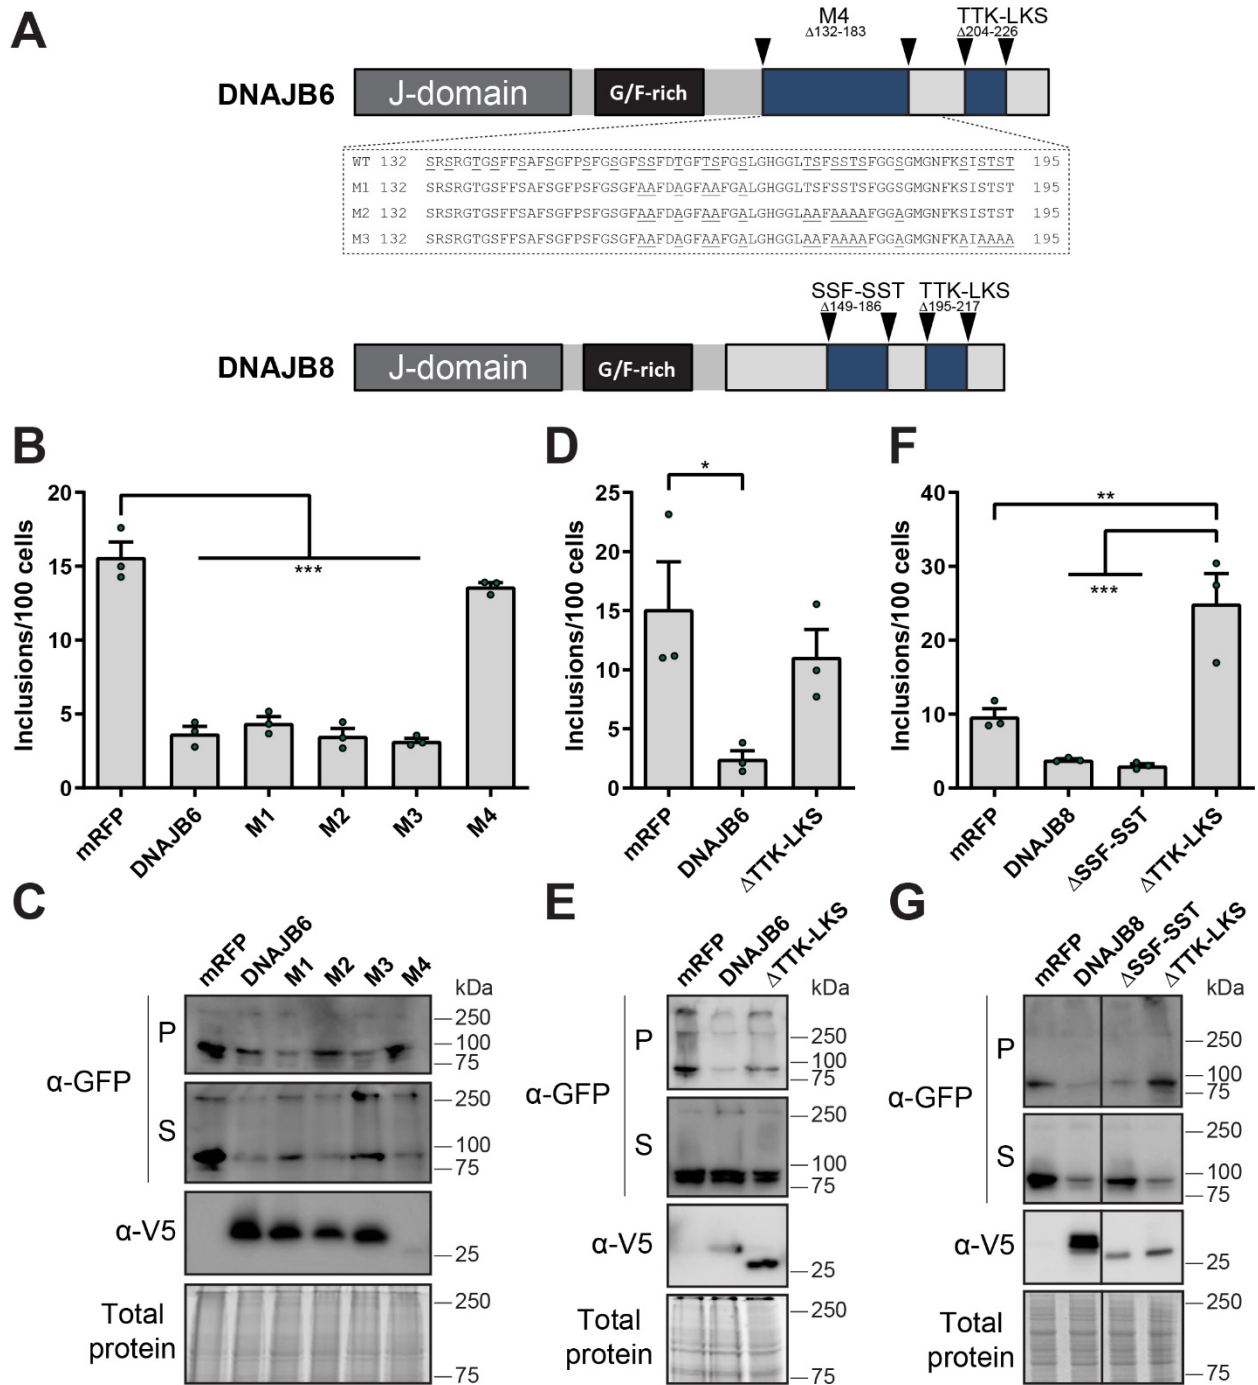 A
M4
Δ132-183
TTK-LKS
Δ204-226
DNAJB6
J-domain
G/F-rich
WT 132 SRSRGTGSFFSAFSGFPSFGSGFSSFDTGFTSFGSLGHGGLTSFSSTSFGGSGMGNFKSISTST 195
M1 132 SRSRGTGSFFSAFSGFPSFGSGFAAFDAGFAAFGALGHGGLTSFSSTSFGGSGMGNFKSISTST 195
M2 132 SRSRGTGSFFSAFSGFPSFGSGFAAFDAGFAAFGALGHGGLAAFAAAAFGGAGMGNFKSISTST 195
M3 132 SRSRGTGSFFSAFSGFPSFGSGFAAFDAGFAAFGALGHGGLAAFAAAAFGGAGMGNFKAIAAAA 195
SSF-SST
Δ149-186
TTK-LKS
Δ195-217
DNAJB8
J-domain
G/F-rich
B
Inclusions/100 cells
20
15
10
5
0
***
mRFP
DNAJB6
M1
M2
M3
M4
D
Inclusions/100 cells
25
20
15
10
5
0
*
mRFP
DNAJB6
ΔTTK-LKS
F
Inclusions/100 cells
40
30
20
10
0
**
***
mRFP
DNAJB8
ΔSSF-SST
ΔTTK-LKS
C
mRFP
DNAJB6
M1
M2
M3
M4
kDa
α-GFP
P
250
100
75
S
250
100
75
α-V5
25
Total
protein
250
75
E
mRFP
DNAJB6
ΔTTK-LKS
kDa
α-GFP
P
250
100
75
S
250
100
75
α-V5
25
Total
protein
250
75
G
mRFP
DNAJB8
ΔSSF-SST
ΔTTK-LKS
kDa
α-GFP
P
250
100
75
S
250
100
75
α-V5
25
Total
protein
250
75